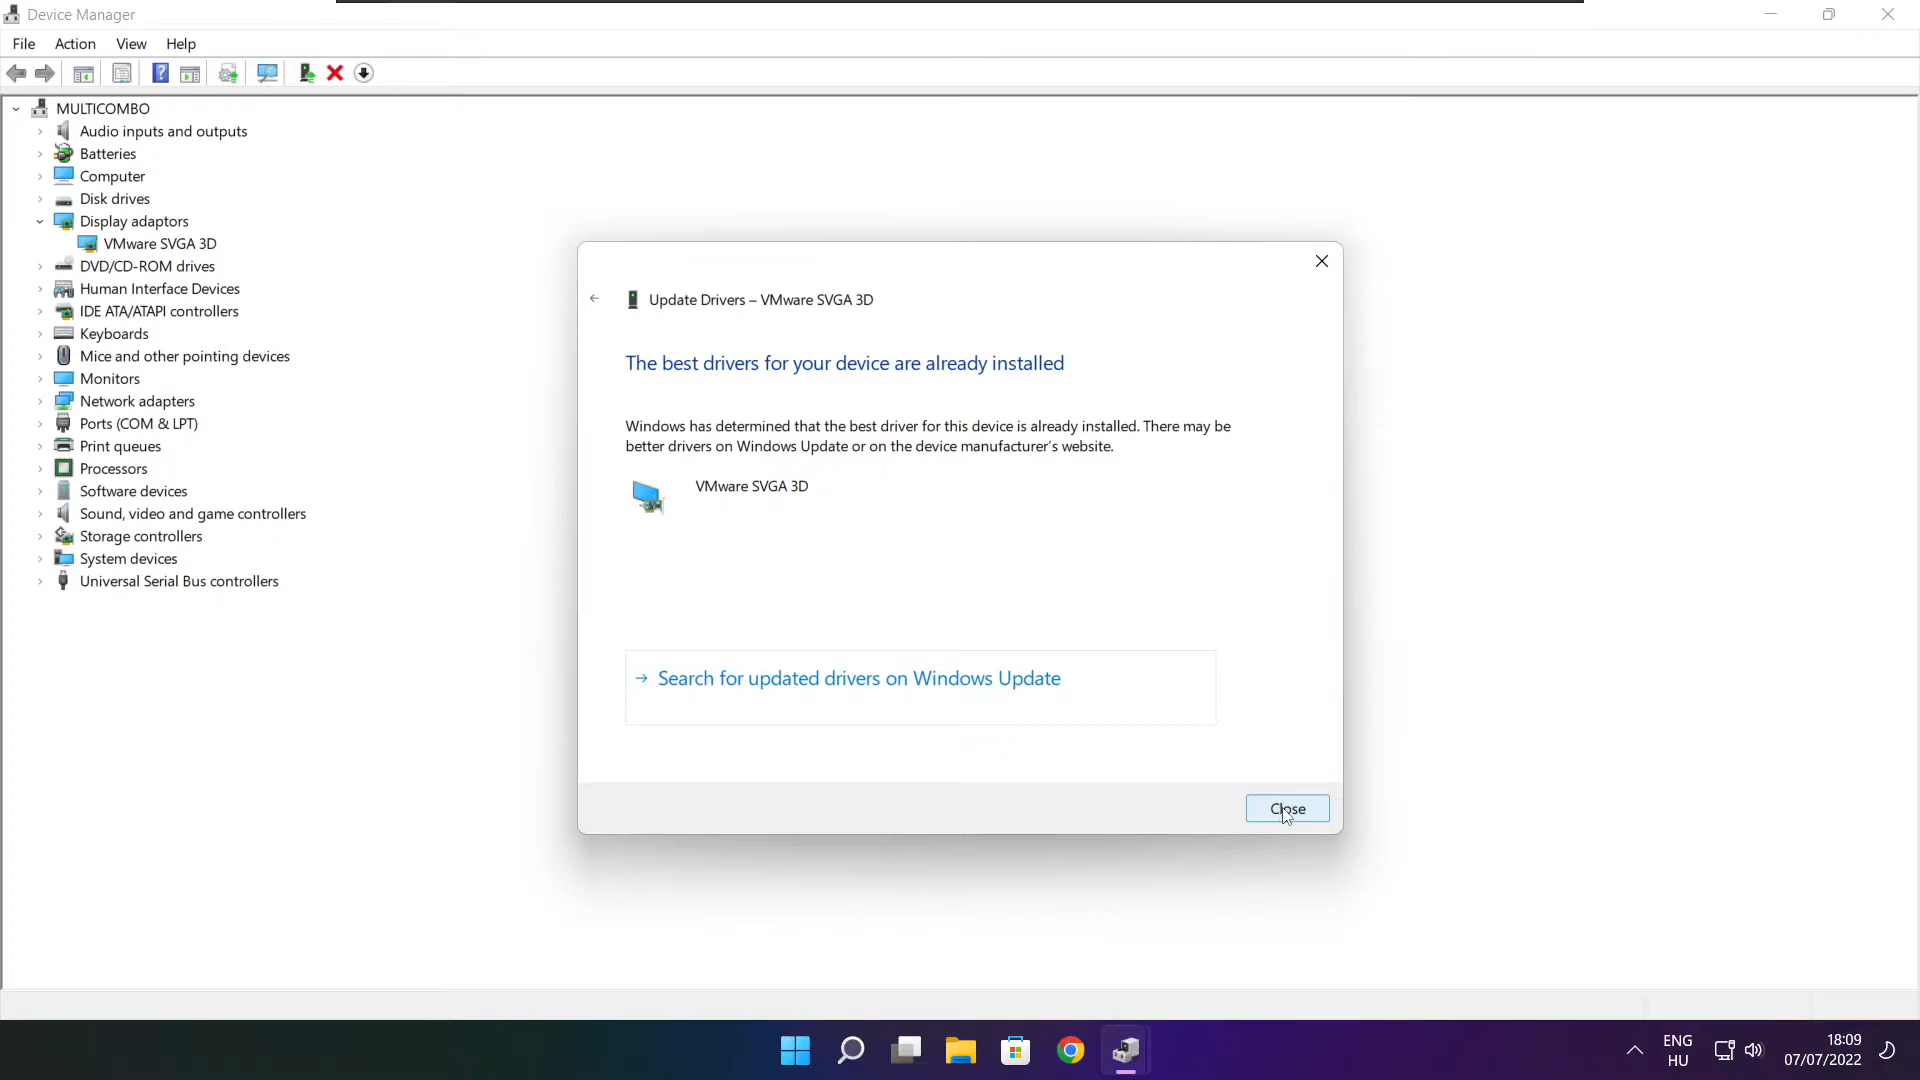 Device Manager
File Action View Help
MULTICOMBO
Audio inputs and outputs
Batteries
Computer
Disk drives
Display adaptors
VMware SVGA 3D
DVD/CD-ROM drives
Human Interface Devices
IDE ATA/ATAPI controllers
Keyboards
Mice and other pointing devices
Monitors
Network adapters
Ports (COM & LPT)
Print queues
Processors
Software devices
Sound, video and game controllers
Storage controllers
System devices
Universal Serial Bus controllers
Update Drivers – VMware SVGA 3D
The best drivers for your device are already installed
Windows has determined that the best driver for this device is already installed. There may be
better drivers on Windows Update or on the device manufacturer's website.
VMware SVGA 3D
Search for updated drivers on Windows Update
Close
ENG
HU
18:09
07/07/2022